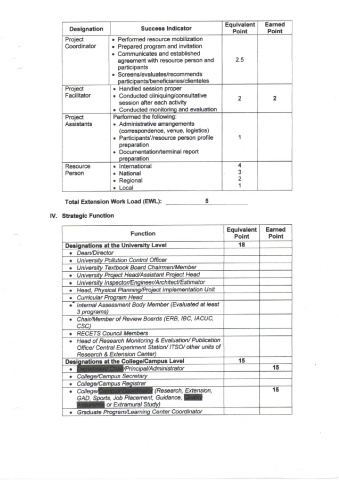 Designation Success Indicator Equivalent Point Earned Point
Project Coordinator
• Performed resource mobilization
• Prepared program and invitation
• Communicates and established
agreement with resource person and
participants
2.5
• Screens/evaluates/recommends
participants/beneficiaries/clienteles
Project Facilitator
• Handled session proper
• Conducted cliniquing/consultative
session after each activity
2 2
• Conducted monitoring and evaluation
Project Assistants
Performed the following:
• Administrative arrangements
(correspondence, venue, logistics)
• Participants'/resource person profile
preparation
1
• Documentation/terminal report
preparation
Resource Person
• International 4
• National 3
• Regional 2
• Local 1
Total Extension Work Load (EWL): 5
IV. Strategic Function
Function Equivalent Point Earned Point
Designations at the University Level 18
• Dean/Director
• University Pollution Control Officer
• University Textbook Board Chairman/Member
• University Project Head/Assistant Project Head
• University Inspector/Engineer/Architect/Estimator
• Head, Physical Planning/Project Implementation Unit
• Curricular Program Head
• Internal Assessment Body Member (Evaluated at least
3 programs)
• Chair/Member of Review Boards (ERB, IBC, IACUC,
CSC)
• RECETS Council Members
• Head of Research Monitoring & Evaluation/ Publication
Office/ Central Experiment Station/ ITSO/ other units of
Research & Extension Center)
Designations at the College/Campus Level 15
• /Principal/Administrator 15
• College/Campus Secretary
• College/Campus Registrar
• College/ (Research, Extension, 15
GAD, Sports, Job Placement, Guidance,
or Extramural Study)
• Graduate Program/Learning Center Coordinator